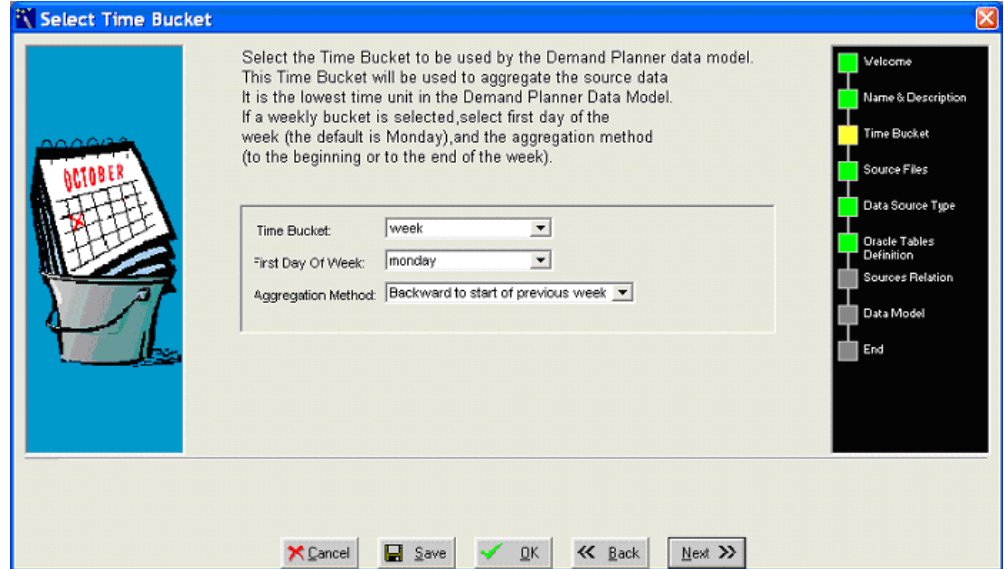 Select Time Bucket
Select the Time Bucket to be used by the Demand Planner data model.
This Time Bucket will be used to aggregate the source data
It is the lowest time unit in the Demand Planner Data Model.
If a weekly bucket is selected,select first day of the
week (the default is Monday),and the aggregation method
(to the beginning or to the end of the week).
OCTOBER
Time Bucket: week
First Day Of Week: monday
Aggregation Method: Backward to start of previous week
Welcome
Name & Description
Time Bucket
Source Files
Data Source Type
Oracle Tables
Definition
Sources Relation
Data Model
End
Cancel Save OK Back Next